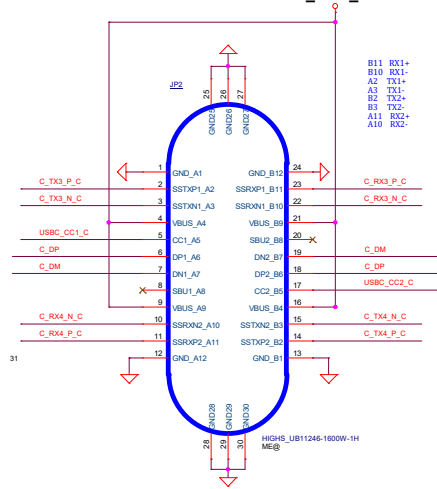 B11 RX1+
B10 RX1-
A2 TX1+
A3 TX1-
B2 TX2+
B3 TX2-
A11 RX2+
A10 RX2-
JP2
25 26 27
GND25 GND26 GND27
1 GND_A1 GND_B12 24
C_TX3_P_C 2 SSTXP1_A2 SSRXP1_B11 23 C_RX3_P_C
C_TX3_N_C 3 SSTXN1_A3 SSRXN1_B10 22 C_RX3_N_C
4 VBUS_A4 VBUS_B9 21
USBC_CC1_C 5 CC1_A5 SBU2_B8 20
C_DP 6 DP1_A6 DN2_B7 19 C_DM
C_DM 7 DN1_A7 DP2_B6 18 C_DP
8 SBU1_A8 CC2_B5 17 USBC_CC2_C
9 VBUS_A9 VBUS_B4 16
C_RX4_N_C 10 SSRXN2_A10 SSTXN2_B3 15 C_TX4_N_C
C_RX4_P_C 11 SSRXP2_A11 SSTXP2_B2 14 C_TX4_P_C
31 12 GND_A12 GND_B1 13
GND28 GND29 GND30
28 29 30
HIGHS_UB11246-1600W-1H
ME@